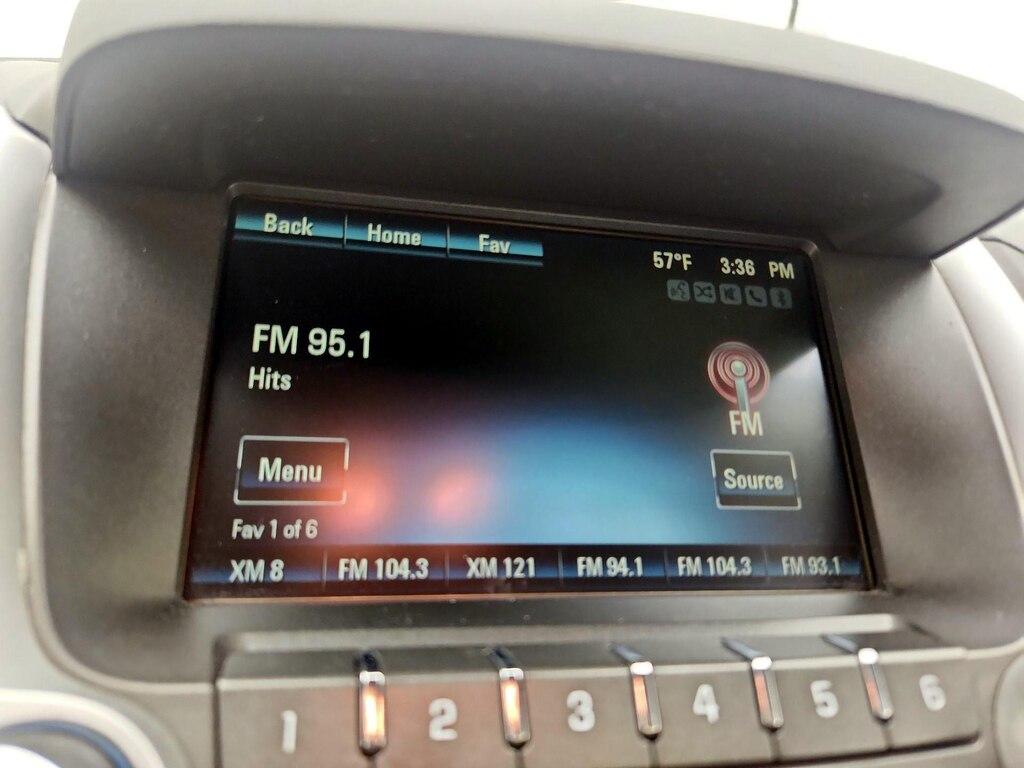 Back Home Fav
57°F 3:36 PM
FM 95.1
Hits
FM
Menu
Source
Fav 1 of 6
XM 8 FM 104.3 XM 121 FM 94.1 FM 104.3 FM 93.1
1 2 3 4 5 6